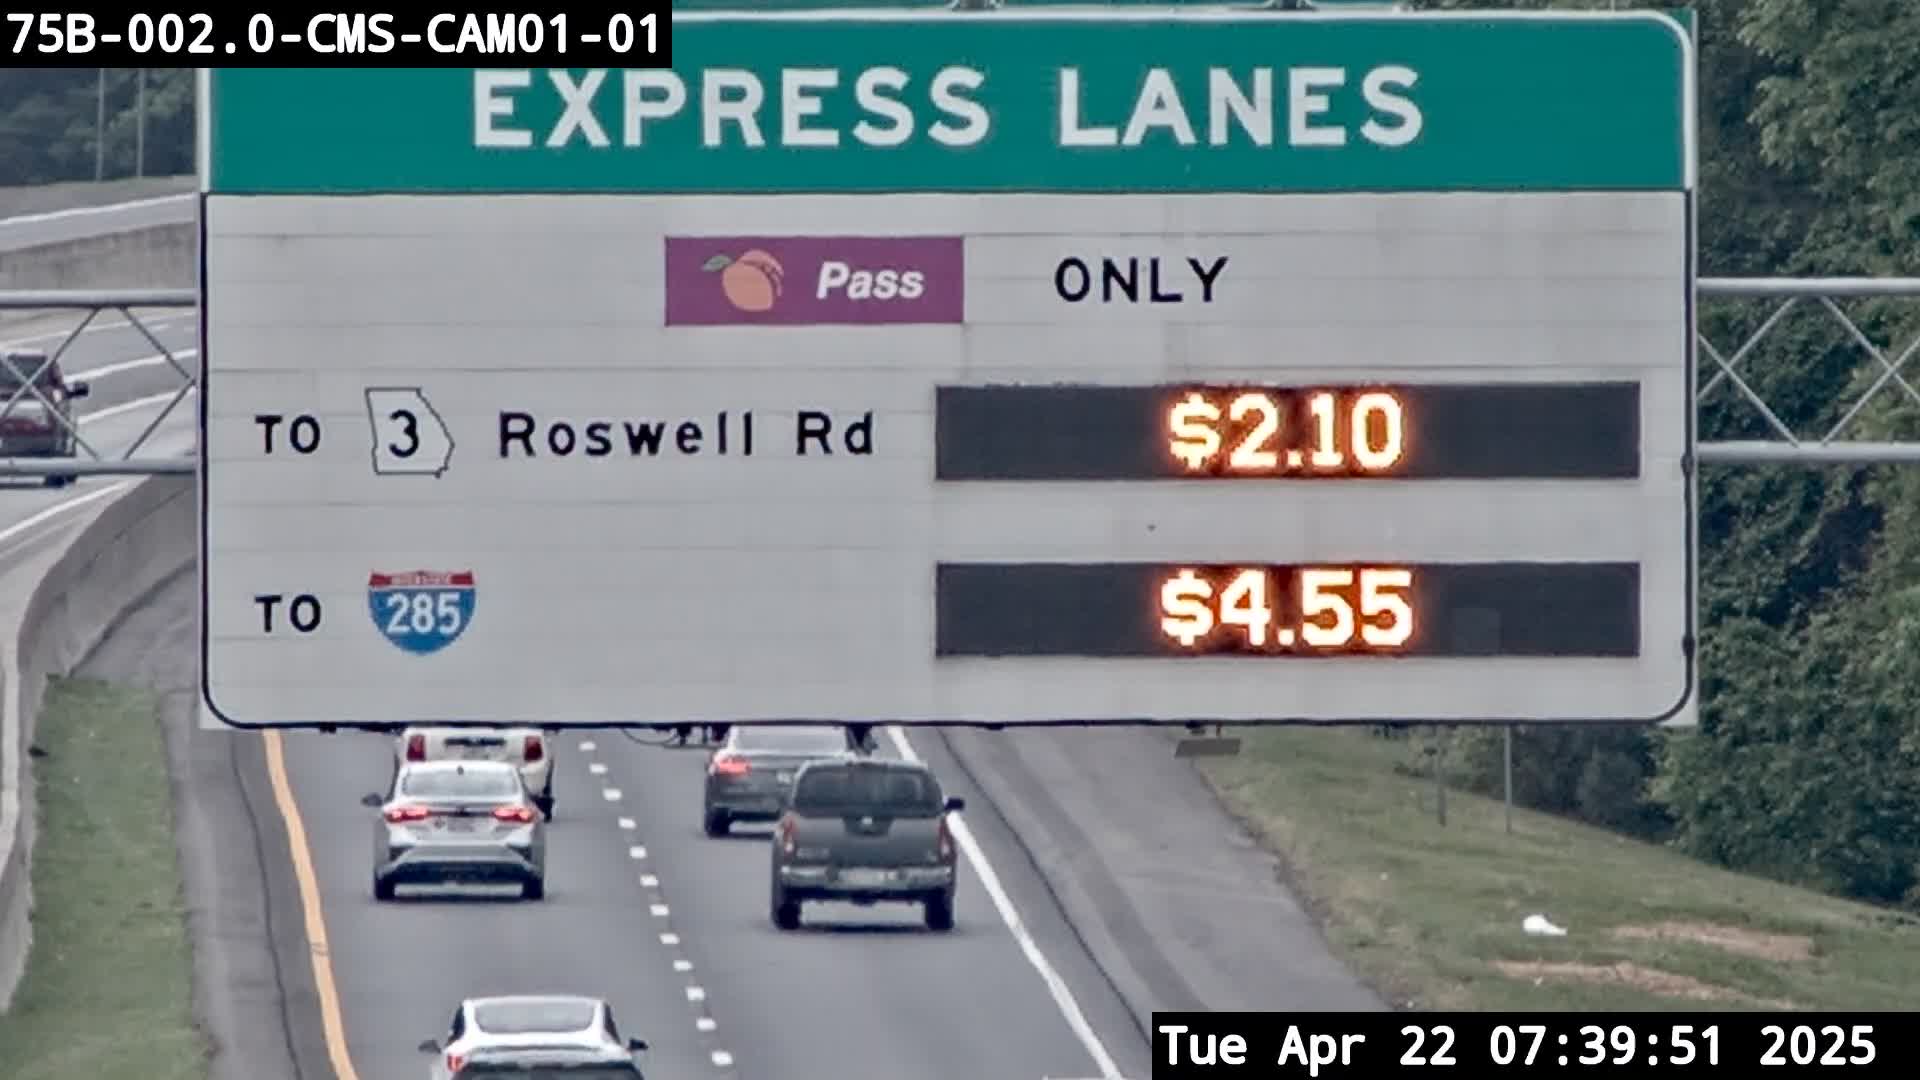 75B-002.0-CMS-CAM01-01
EXPRESS LANES
Pass ONLY
TO 3 Roswell Rd $2.10
TO INTERSTATE 285 $4.55
Tue Apr 22 07:39:51 2025